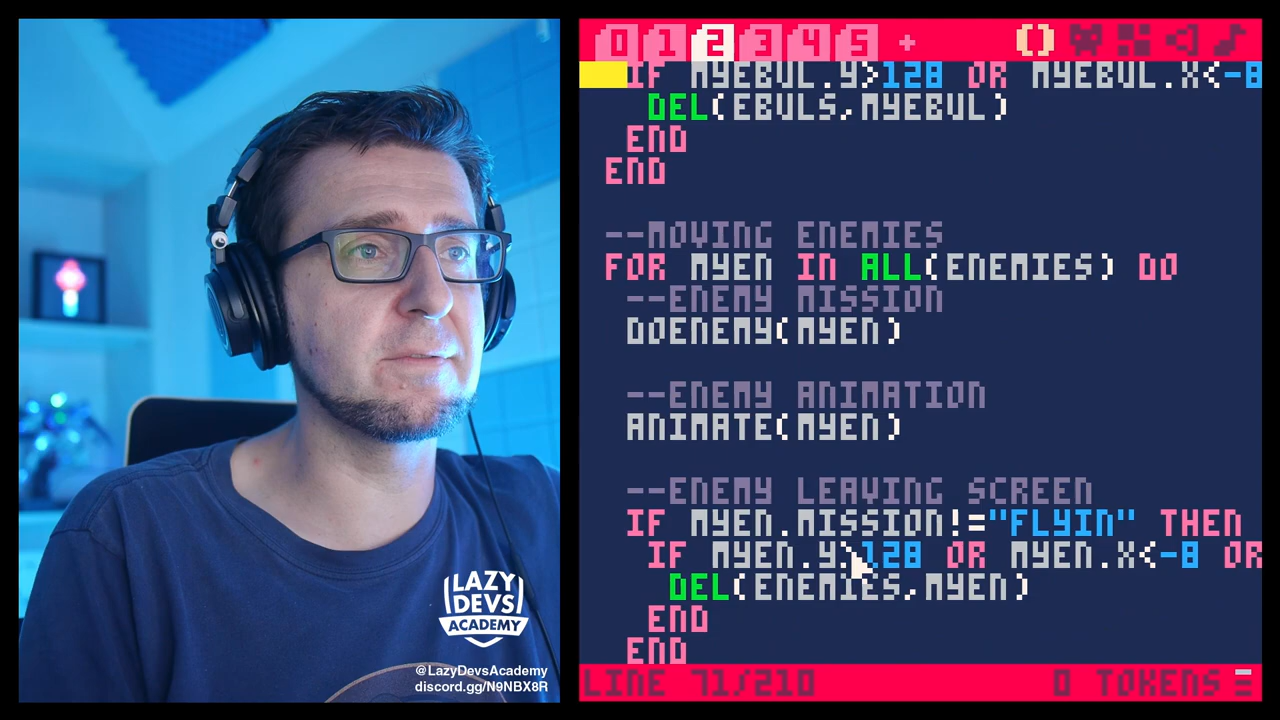 LAZY
DEVS
ACADEMY
@LazyDevsAcademy
discord.gg/N9NBX8R
0 1 2 3 4 5 +
IF MYEBUL.Y>128 OR MYEBUL.X<-8
DEL(EBULS,MYEBUL)
END
END
--MOVING ENEMIES
FOR MYEN IN ALL(ENEMIES) DO
--ENEMY MISSION
DOENEMY(MYEN)
--ENEMY ANIMATION
ANIMATE(MYEN)
--ENEMY LEAVING SCREEN
IF MYEN.MISSION!="FLYIN" THEN
IF MYEN.Y>128 OR MYEN.X<-8 OR
DEL(ENEMIES,MYEN)
END
END
LINE 71/210
0 TOKENS